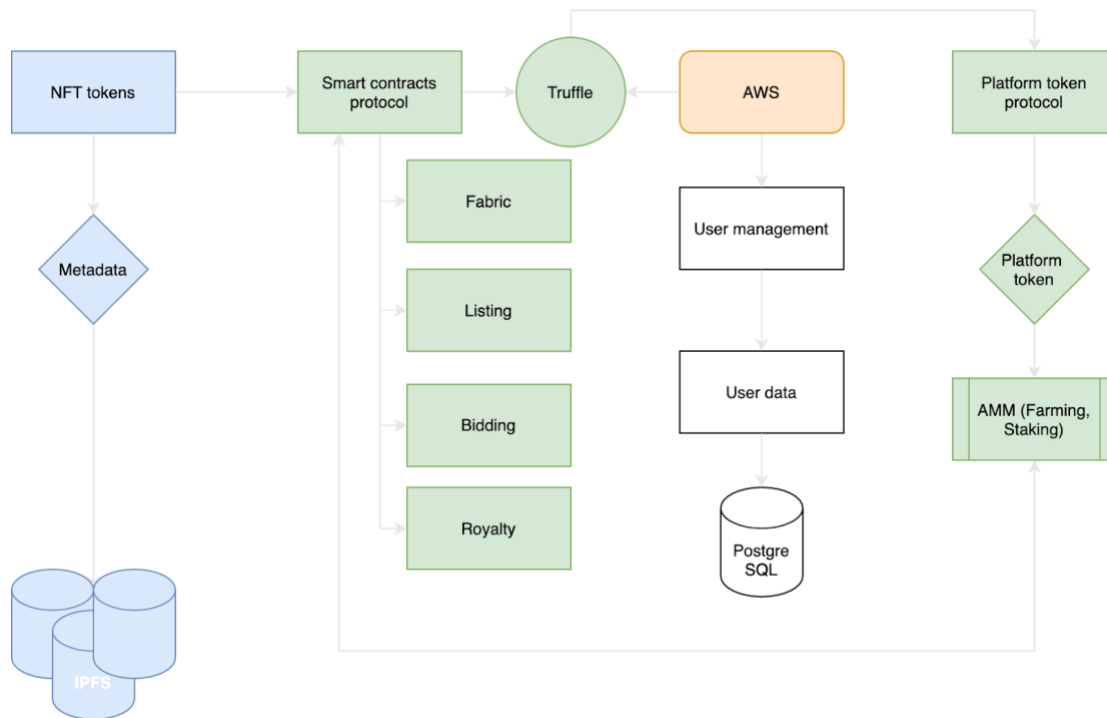 NFT tokens
Smart contracts
protocol
Truffle
AWS
Platform token
protocol
Fabric
User management
Metadata
Platform
token
Listing
User data
AMM (Farming,
Staking)
Bidding
Royalty
Postgre
SQL
IPFS